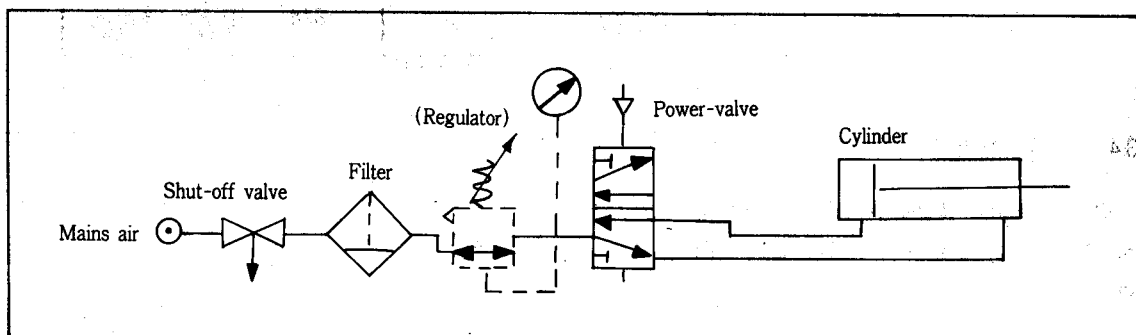 (Regulator)
Power-valve
Cylinder
Filter
Shut-off valve
Mains air